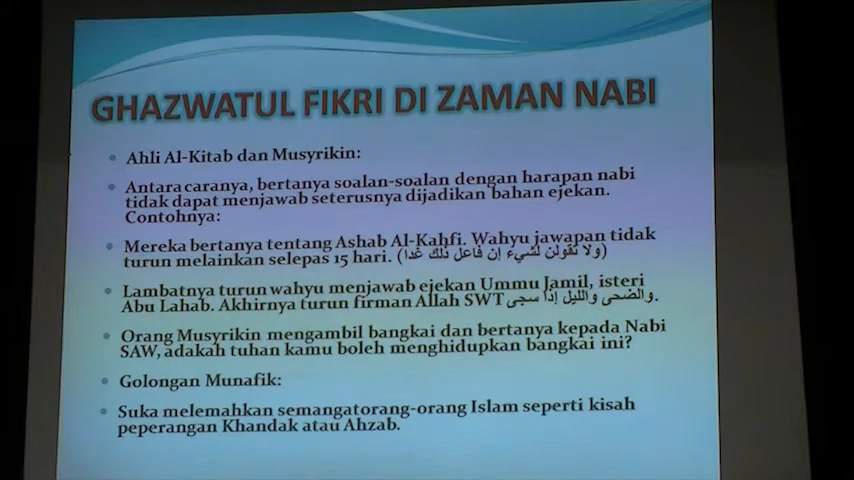 GHAZWATUL FIKRI DI ZAMAN NABI
Ahli Al-Kitab dan Musyrikin:
Antara caranya, bertanya soalan-soalan dengan harapan nabi
tidak dapat menjawab seterusnya dijadikan bahan ejekan.
Contohnya:
Mereka bertanya tentang Ashab Al-Kahfi. Wahyu jawapan tidak
turun melainkan selepas 15 hari. (ولا تقولن لشيء إن فاعل ذلك غدا)
Lambatnya turun wahyu menjawab ejekan Ummu Jamil, isteri
Abu Lahab. Akhirnya turun firman Allah SWT والضحى والليل إذا سجى.
Orang Musyrikin mengambil bangkai dan bertanya kepada Nabi
SAW, adakah tuhan kamu boleh menghidupkan bangkai ini?
Golongan Munafik:
Suka melemahkan semangatorang-orang Islam seperti kisah
peperangan Khandak atau Ahzab.